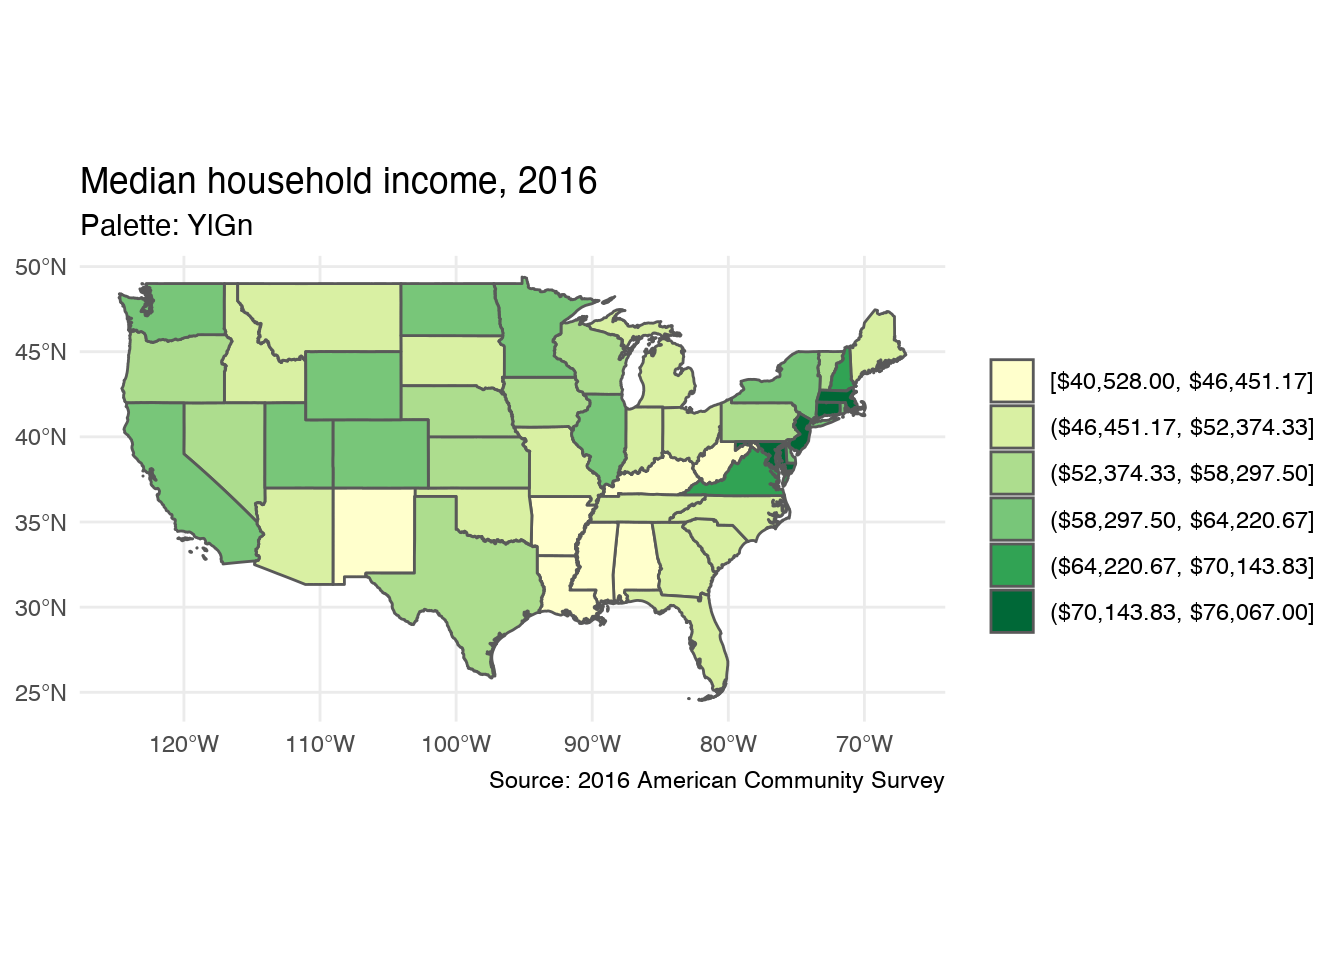 Median household income, 2016
Palette: YlGn
50°N
45°N
40°N
35°N
30°N
25°N
120°W
110°W
100°W
90°W
80°W
70°W
[$40,528.00, $46,451.17]
($46,451.17, $52,374.33]
($52,374.33, $58,297.50]
($58,297.50, $64,220.67]
($64,220.67, $70,143.83]
($70,143.83, $76,067.00]
Source: 2016 American Community Survey